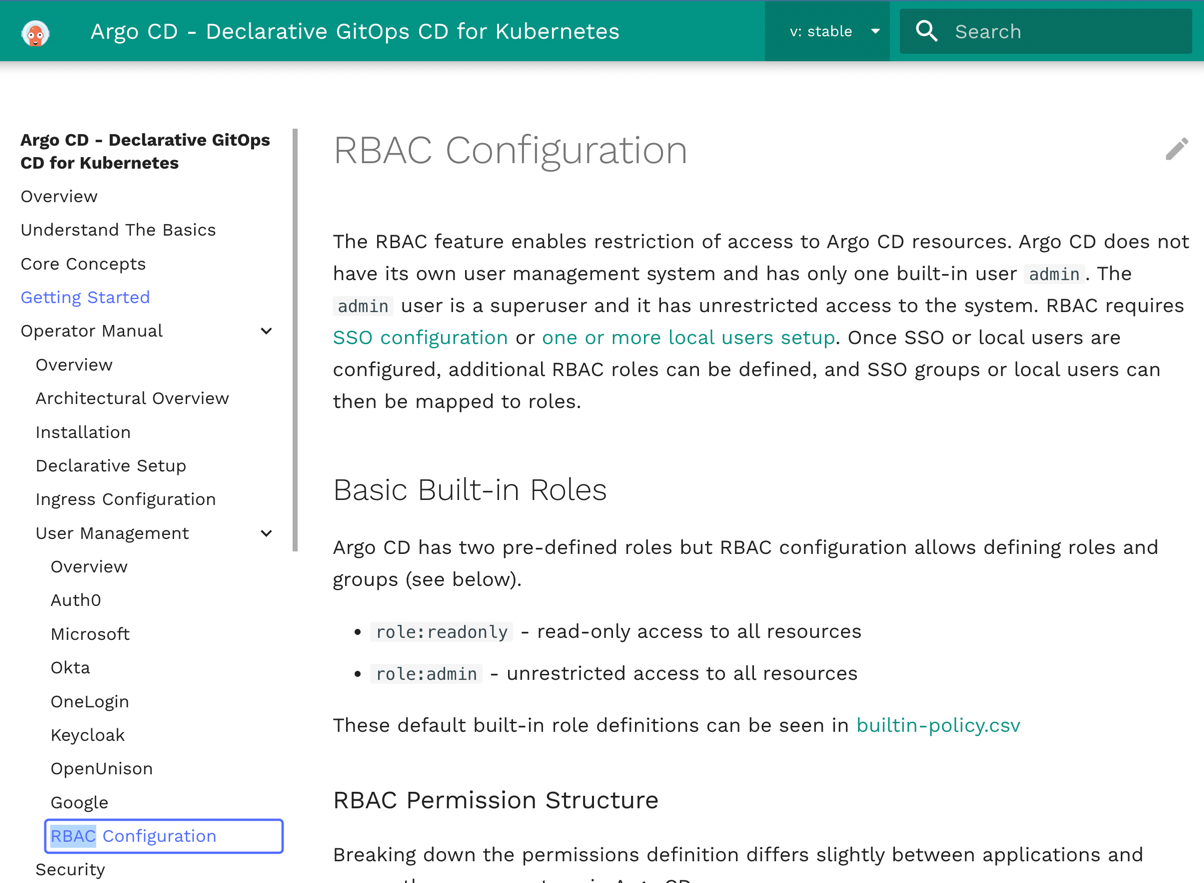 Argo CD - Declarative GitOps CD for Kubernetes
v: stable
Search
Argo CD - Declarative GitOps
CD for Kubernetes
Overview
Understand The Basics
Core Concepts
Getting Started
Operator Manual
Overview
Architectural Overview
Installation
Declarative Setup
Ingress Configuration
User Management
Overview
Auth0
Microsoft
Okta
OneLogin
Keycloak
OpenUnison
Google
RBAC Configuration
Security
RBAC Configuration
The RBAC feature enables restriction of access to Argo CD resources. Argo CD does not
have its own user management system and has only one built-in user admin. The
admin user is a superuser and it has unrestricted access to the system. RBAC requires
SSO configuration or one or more local users setup. Once SSO or local users are
configured, additional RBAC roles can be defined, and SSO groups or local users can
then be mapped to roles.
Basic Built-in Roles
Argo CD has two pre-defined roles but RBAC configuration allows defining roles and
groups (see below).
• role:readonly - read-only access to all resources
• role:admin - unrestricted access to all resources
These default built-in role definitions can be seen in builtin-policy.csv
RBAC Permission Structure
Breaking down the permissions definition differs slightly between applications and